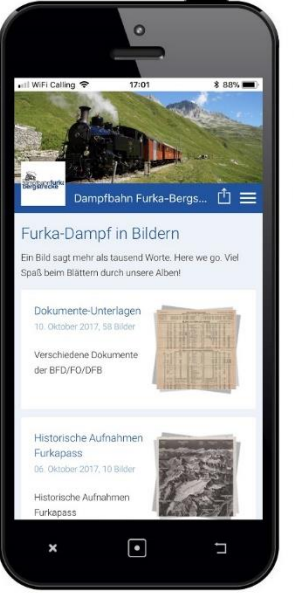 WiFi Calling 17:01 88%
dampfbahnfurka
bergstrecke
Dampfbahn Furka-Bergs...
Furka-Dampf in Bildern
Ein Bild sagt mehr als tausend Worte. Here we go. Viel
Spaß beim Blättern durch unsere Alben!
Dokumente-Unterlagen
10. Oktober 2017, 58 Bilder
Verschiedene Dokumente
der BFD/FO/DFB
Historische Aufnahmen
Furkapass
06. Oktober 2017, 10 Bilder
Historische Aufnahmen
Furkapass